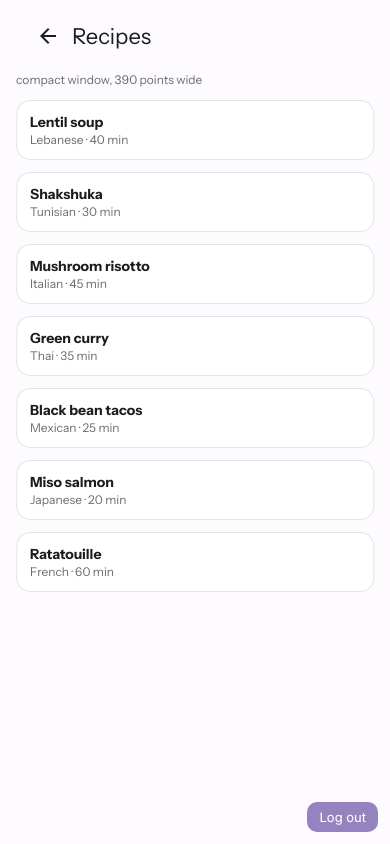 Recipes
compact window, 390 points wide
Lentil soup
Lebanese · 40 min
Shakshuka
Tunisian · 30 min
Mushroom risotto
Italian · 45 min
Green curry
Thai · 35 min
Black bean tacos
Mexican · 25 min
Miso salmon
Japanese · 20 min
Ratatouille
French · 60 min
Log out